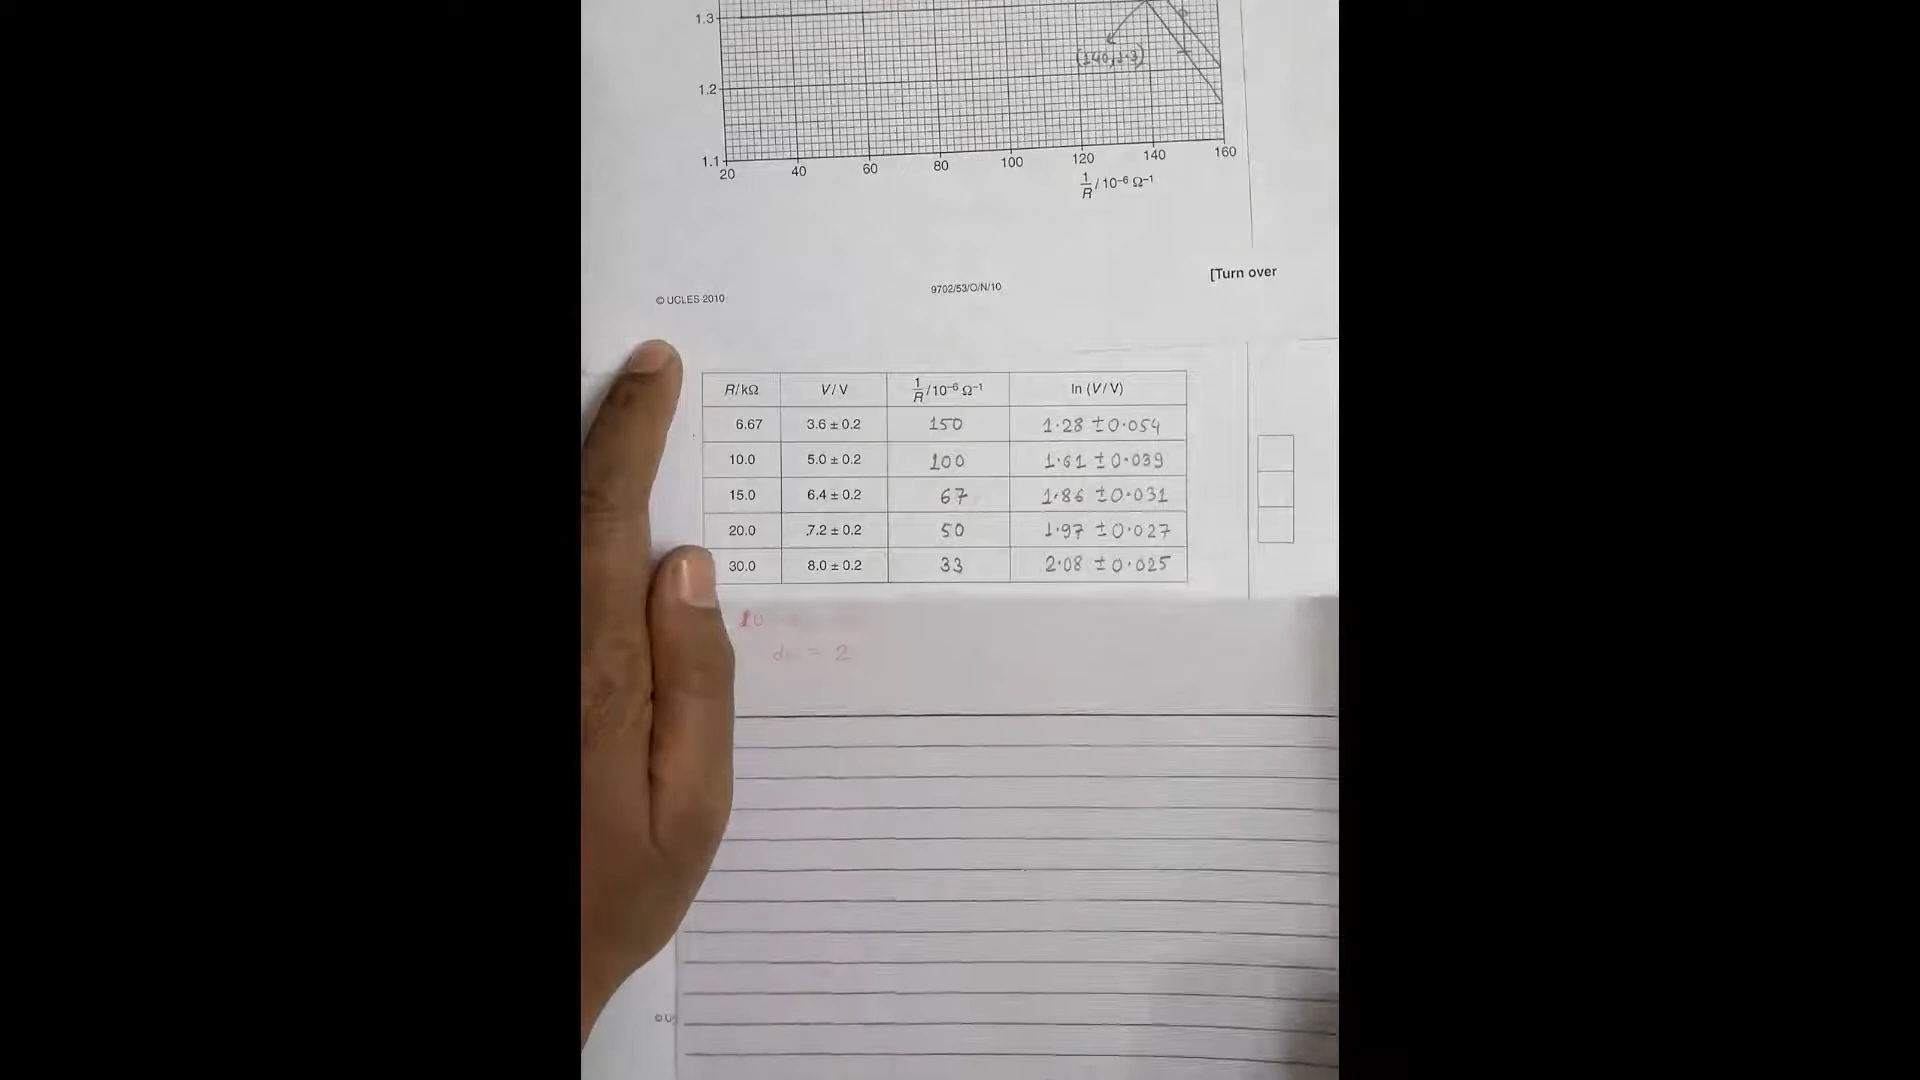 1.3
(140,1.3)
1.2
1.1
20 40 60 80 100 120 140 160
1/R / 10⁻⁶ Ω⁻¹
[Turn over
© UCLES 2010 9702/53/O/N/10
R/kΩ V/V 1/R /10⁻⁶ Ω⁻¹ ln (V/V)
6.67 3.6 ± 0.2 150 1.28 ± 0.054
10.0 5.0 ± 0.2 100 1.61 ± 0.039
15.0 6.4 ± 0.2 67 1.86 ± 0.031
20.0 7.2 ± 0.2 50 1.97 ± 0.027
30.0 8.0 ± 0.2 33 2.08 ± 0.025
= 2
©